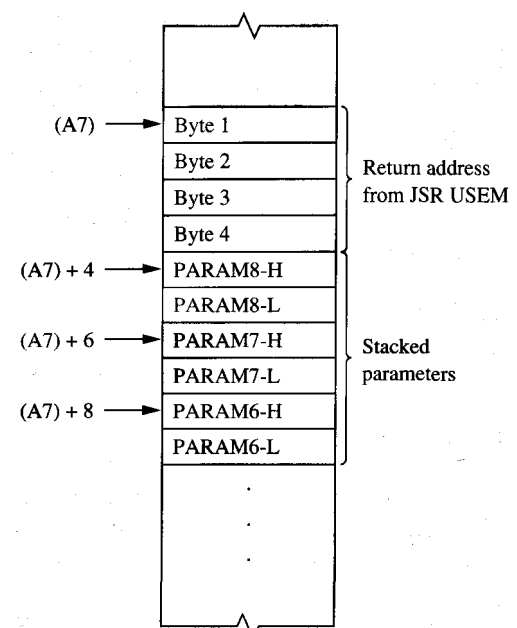 (A7)
Byte 1
Byte 2
Byte 3
Byte 4
Return address
from JSR USEM
(A7) + 4
PARAM8-H
PARAM8-L
(A7) + 6
PARAM7-H
PARAM7-L
(A7) + 8
PARAM6-H
PARAM6-L
Stacked
parameters